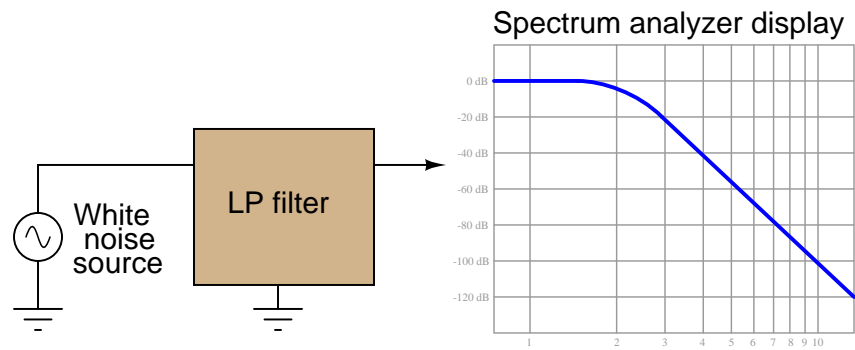 Spectrum analyzer display
0 dB
-20 dB
-40 dB
-60 dB
-80 dB
-100 dB
-120 dB
1 2 3 4 5 6 7 8 9 10
LP filter
White
noise
source